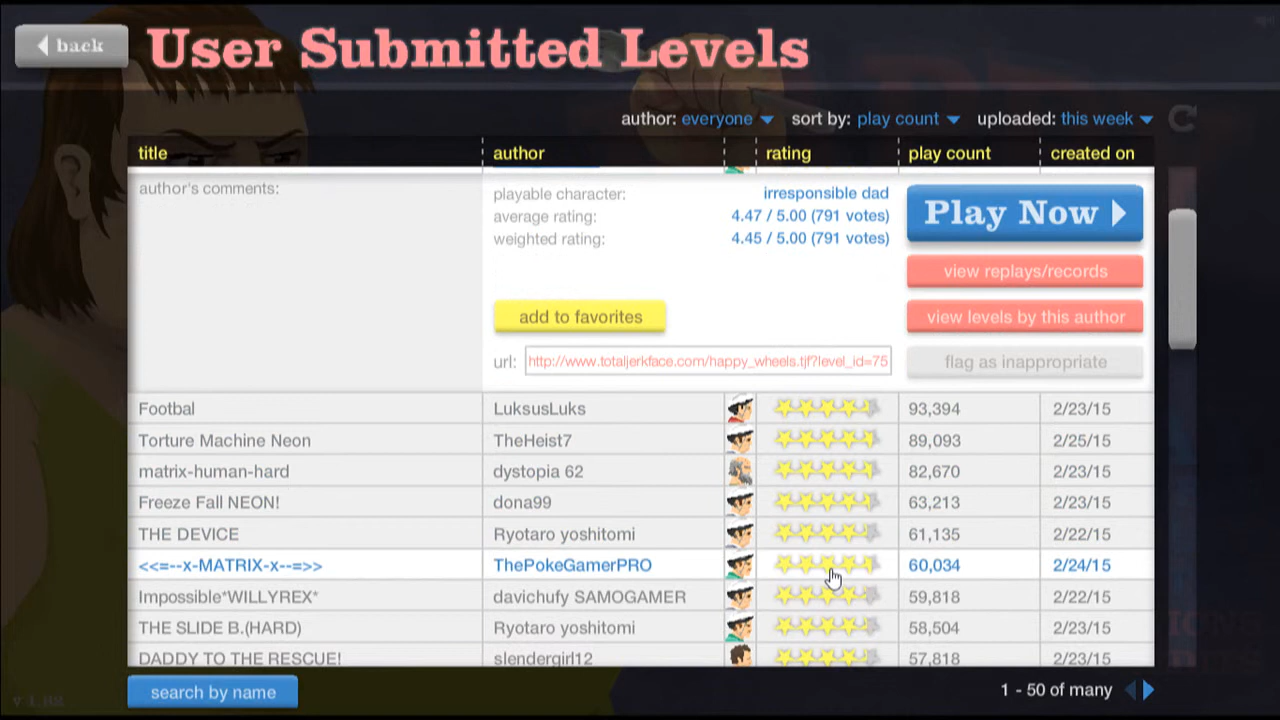 back
User Submitted Levels
author: everyone sort by: play count uploaded: this week
title author rating play count created on
author's comments:
playable character: irresponsible dad
average rating: 4.47 / 5.00 (791 votes)
weighted rating: 4.45 / 5.00 (791 votes)
Play Now
view replays/records
add to favorites
view levels by this author
url: http://www.totaljerkface.com/happy_wheels.tjf?level_id=75
flag as inappropriate
Footbal LuksusLuks 93,394 2/23/15
Torture Machine Neon TheHeist7 89,093 2/25/15
matrix-human-hard dystopia 62 82,670 2/23/15
Freeze Fall NEON! dona99 63,213 2/23/15
THE DEVICE Ryotaro yoshitomi 61,135 2/22/15
<<=--x-MATRIX-x--=>> ThePokeGamerPRO 60,034 2/24/15
Impossible*WILLYREX* davichufy SAMOGAMER 59,818 2/22/15
THE SLIDE B.(HARD) Ryotaro yoshitomi 58,504 2/23/15
DADDY TO THE RESCUE! slendergirl12 57,818 2/23/15
search by name
1 - 50 of many